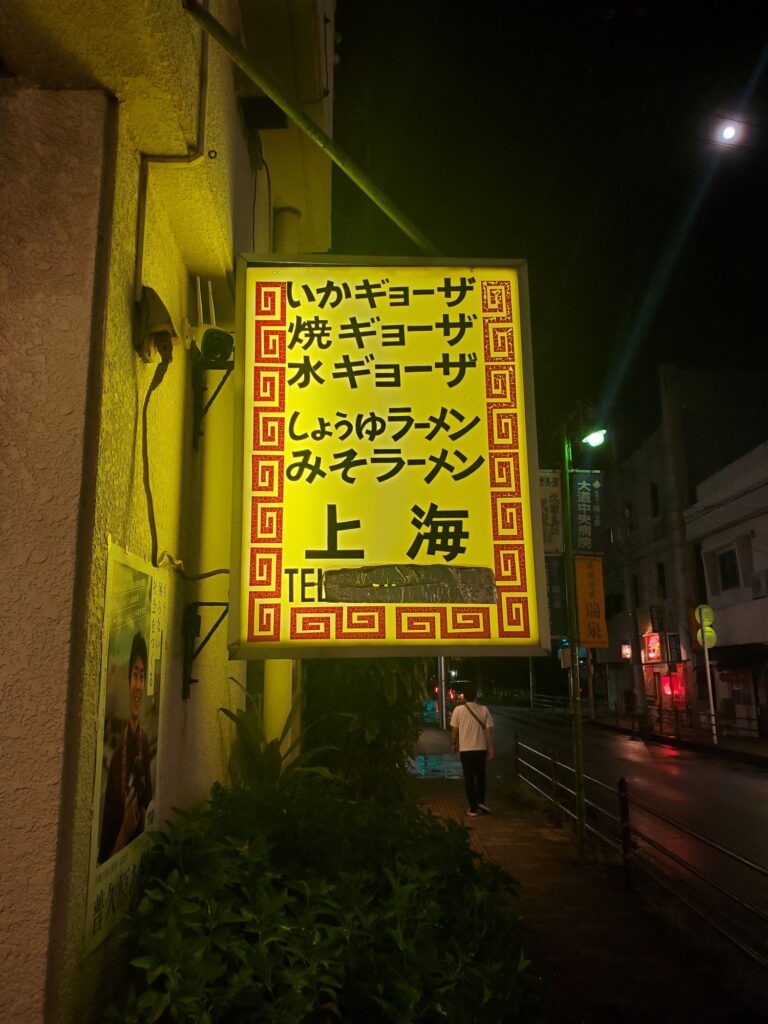 いかギョーザ
焼ギョーザ
水ギョーザ
しょうゆラーメン
みそラーメン
上海
TEL
大道中央病院
瑞泉